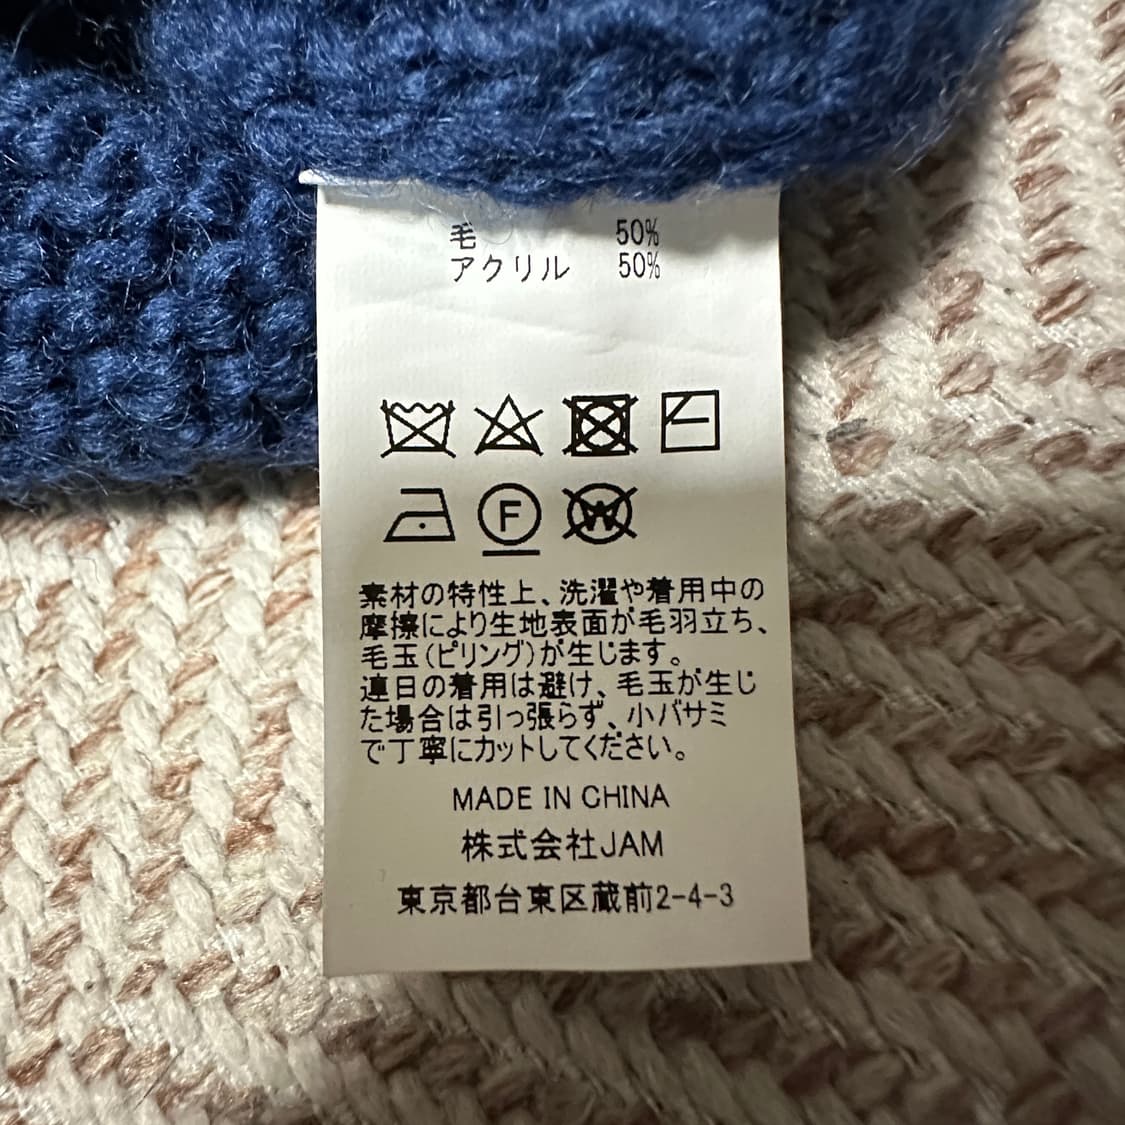 毛 50%
アクリル 50%
F
W
素材の特性上、洗濯や着用中の
摩擦により生地表面が毛羽立ち、
毛玉(ピリング)が生じます。
連日の着用は避け、毛玉が生じ
た場合は引っ張らず、小バサミ
で丁寧にカットしてください。
MADE IN CHINA
株式会社JAM
東京都台東区蔵前2-4-3